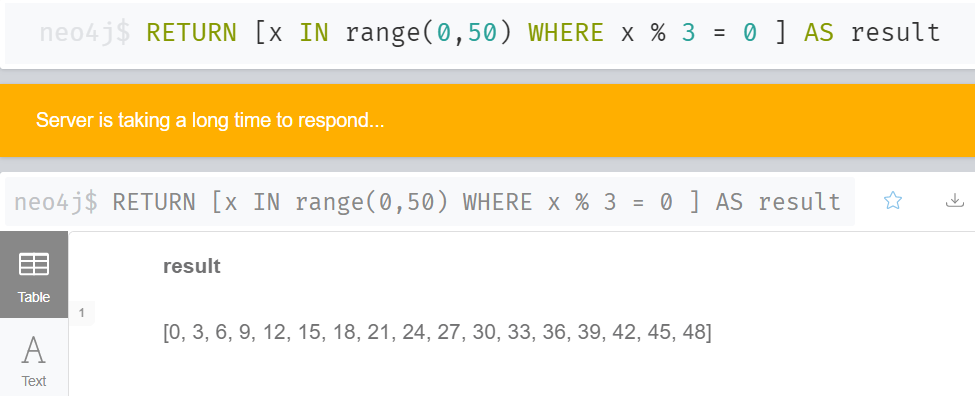 neo4j$ RETURN [x IN range(0,50) WHERE x % 3 = 0 ] AS result
Server is taking a long time to respond...
neo4j$ RETURN [x IN range(0,50) WHERE x % 3 = 0 ] AS result
result
Table
1
[0, 3, 6, 9, 12, 15, 18, 21, 24, 27, 30, 33, 36, 39, 42, 45, 48]
A
Text